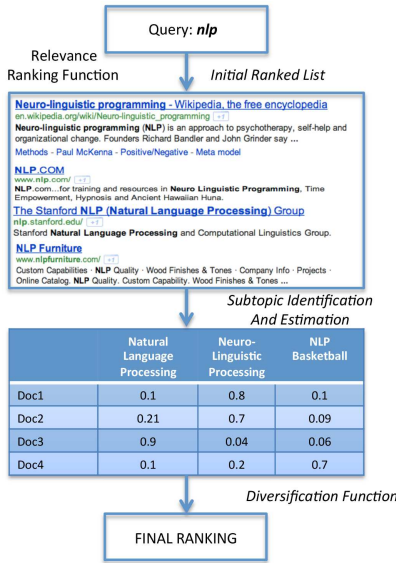 Query: nlp
Relevance
Ranking Function
Initial Ranked List
Neuro-linguistic programming - Wikipedia, the free encyclopedia
en.wikipedia.org/wiki/Neuro-linguistic_programming +1
Neuro-linguistic programming (NLP) is an approach to psychotherapy, self-help and
organizational change. Founders Richard Bandler and John Grinder say ...
Methods - Paul McKenna - Positive/Negative - Meta model
NLP.COM
www.nlp.com/ +1
NLP.com...for training and resources in Neuro Linguistic Programming, Time
Empowerment, Hypnosis and Ancient Hawaiian Huna.
The Stanford NLP (Natural Language Processing) Group
nlp.stanford.edu/ +1
Stanford Natural Language Processing and Computational Linguistics Group.
NLP Furniture
www.nlpfurniture.com/ +1
Custom Capabilities · NLP Quality · Wood Finishes & Tones · Company Info · Projects ·
Online Catalog. NLP Quality. Custom Capability. Wood Finishes & Tones ...
Subtopic Identification
And Estimation
Natural Language Processing Neuro-Linguistic Processing NLP Basketball
Doc1 0.1 0.8 0.1
Doc2 0.21 0.7 0.09
Doc3 0.9 0.04 0.06
Doc4 0.1 0.2 0.7
Diversification Function
FINAL RANKING